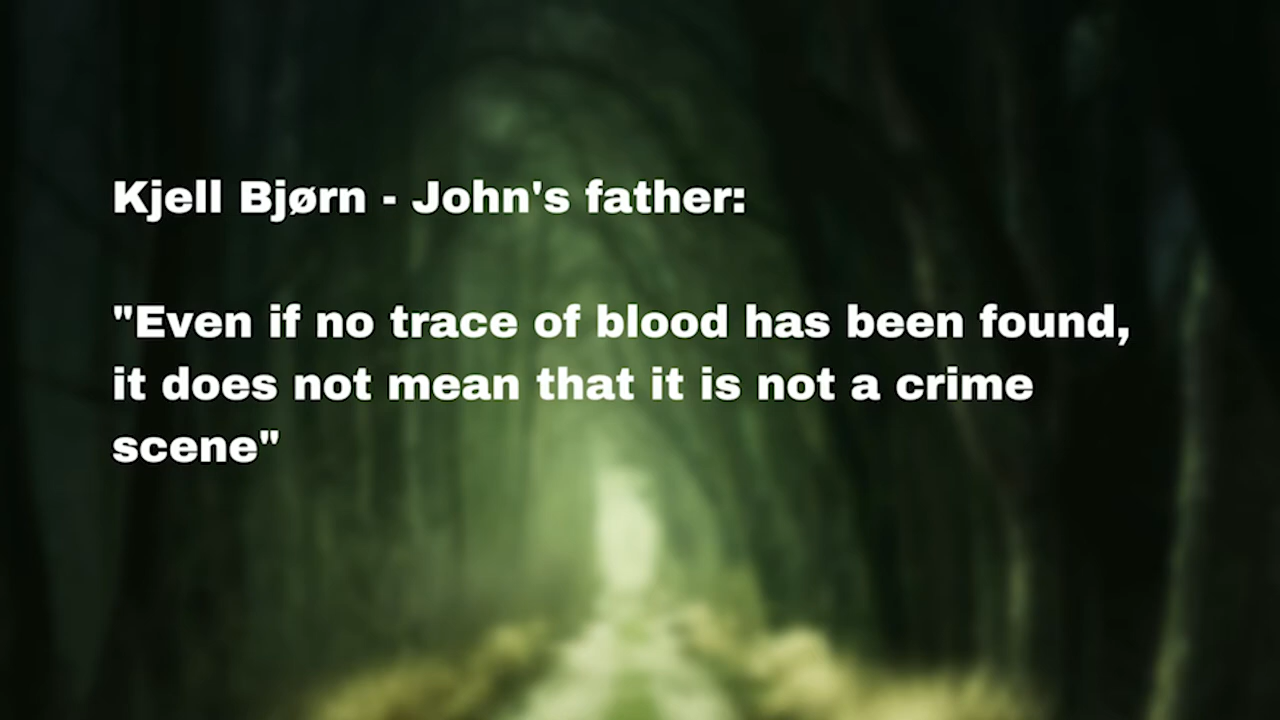 Kjell Bjørn - John's father:
"Even if no trace of blood has been found,
it does not mean that it is not a crime
scene"